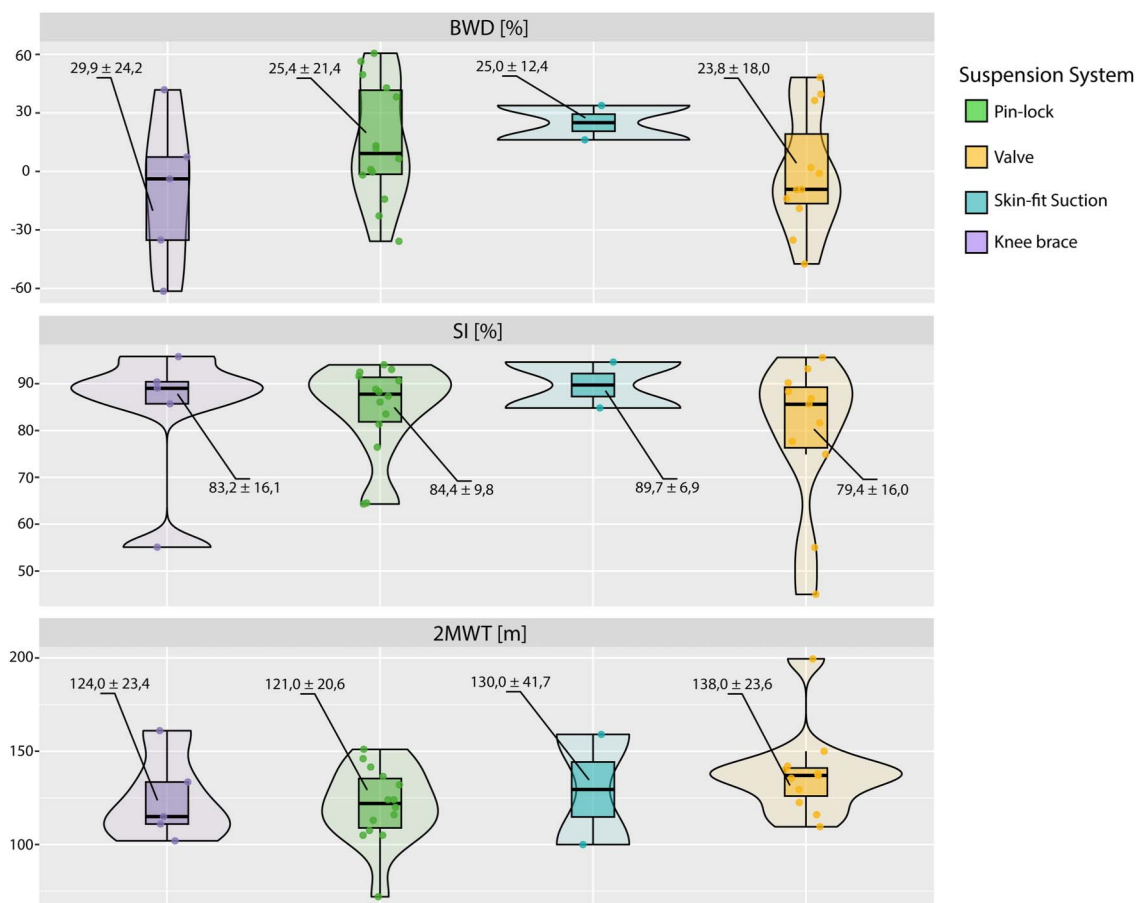 BWD [%]
60
30
0
-30
-60
29,9 ± 24,2
25,4 ± 21,4
25,0 ± 12,4
23,8 ± 18,0
Suspension System
Pin-lock
Valve
Skin-fit Suction
Knee brace
SI [%]
90
80
70
60
50
83,2 ± 16,1
84,4 ± 9,8
89,7 ± 6,9
79,4 ± 16,0
2MWT [m]
200
150
100
124,0 ± 23,4
121,0 ± 20,6
130,0 ± 41,7
138,0 ± 23,6